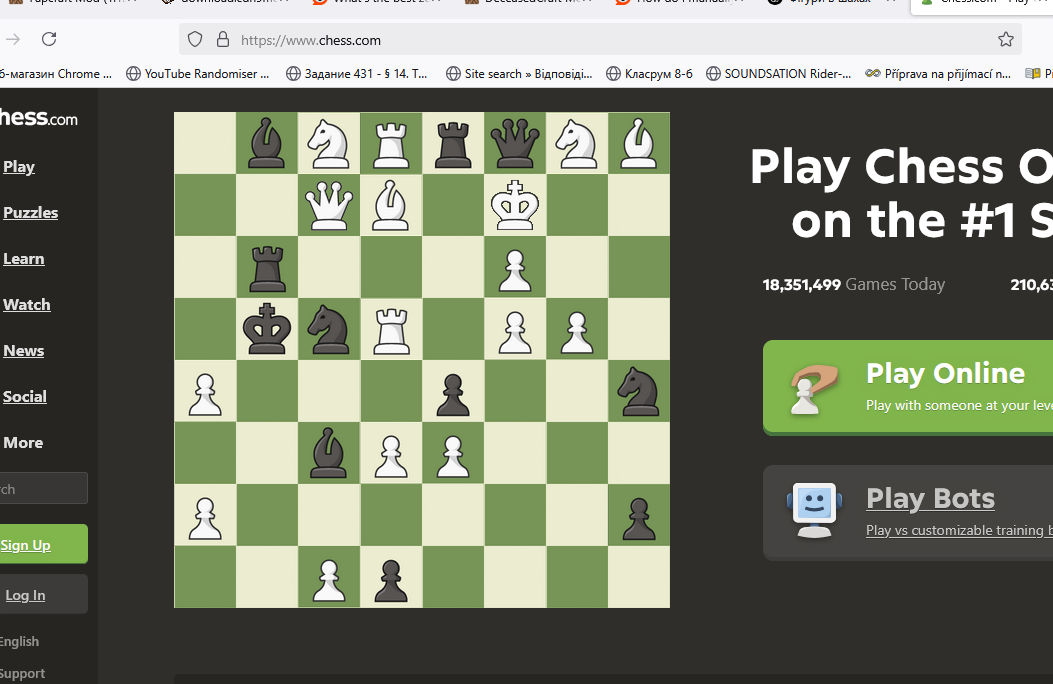 https://www.chess.com
б-магазин Chrome ... YouTube Randomiser ... Задание 431 - § 14. Т... Site search » Відповіді... Класрум 8-б SOUNDSATION Rider-... Příprava na přijímací n...
hess.com
Play
Puzzles
Learn
Watch
News
Social
More
rch
Sign Up
Log In
English
Support
Play Chess O
on the #1 S
18,351,499 Games Today 210,63
Play Online
Play with someone at your leve
Play Bots
Play vs customizable training b